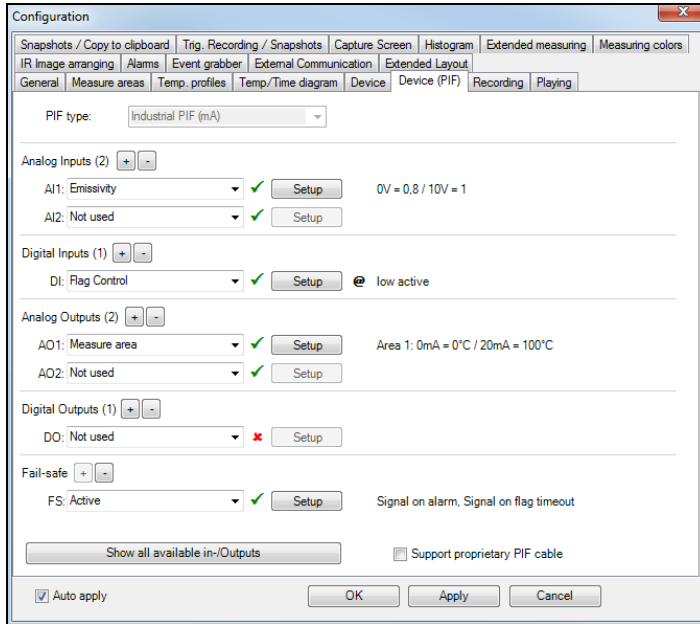 Configuration
Snapshots / Copy to clipboard Trig. Recording / Snapshots Capture Screen Histogram Extended measuring Measuring colors
IR Image arranging Alarms Event grabber External Communication Extended Layout
General Measure areas Temp. profiles Temp/Time diagram Device Device (PIF) Recording Playing
PIF type: Industrial PIF (mA)
Analog Inputs (2) + -
AI1: Emissivity Setup 0V = 0,8 / 10V = 1
AI2: Not used Setup
Digital Inputs (1) + -
DI: Flag Control Setup @ low active
Analog Outputs (2) + -
AO1: Measure area Setup Area 1: 0mA = 0°C / 20mA = 100°C
AO2: Not used Setup
Digital Outputs (1) + -
DO: Not used Setup
Fail-safe + -
FS: Active Setup Signal on alarm, Signal on flag timeout
Show all available in-/Outputs Support proprietary PIF cable
Auto apply OK Apply Cancel